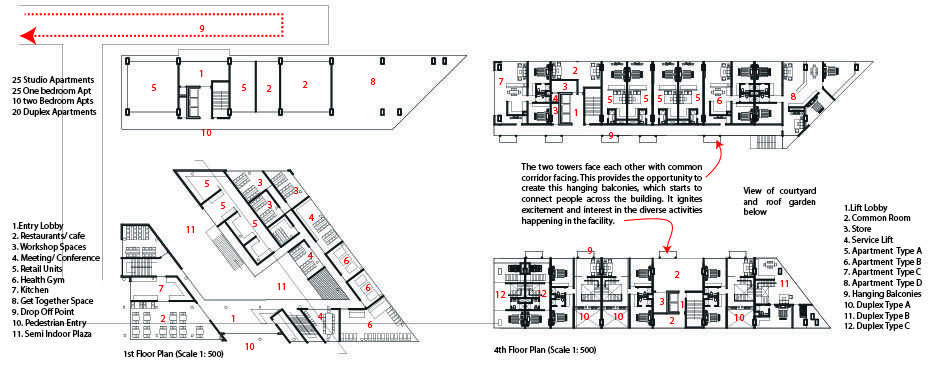 9
25 Studio Apartments
25 One bedroom Apt
10 two Bedroom Apts
20 Duplex Apartments
1
5
5
2
2
8
10
5
5
5
3
3
3
4
4
11
11
6
6
7
2
1
4
6
10
1.Entry Lobby
2. Restaurants/ cafe
3. Workshop Spaces
4. Meeting/ Conference
5. Retail Units
6. Health Gym
7. Kitchen
8. Get Together Space
9. Drop Off Point
10. Pedestrian Entry
11. Semi Indoor Plaza
1st Floor Plan (Scale 1: 500)
7
2
3
4
3
1
5
5
5
5
6
8
9
The two towers face each other with common
corridor facing. This provides the opportunity to
create this hanging balconies, which starts to
connect people across the building. It ignites
excitement and interest in the diverse activities
happening in the facility.
View of courtyard
and roof garden
below
9
2
12
12
10
10
3
1
2
10
11
4th Floor Plan (Scale 1: 500)
1.Lift Lobby
2. Common Room
3. Store
4. Service Lift
5. Apartment Type A
6. Apartment Type B
7. Apartment Type C
8. Apartment Type D
9. Hanging Balconies
10. Duplex Type A
11. Duplex Type B
12. Duplex Type C